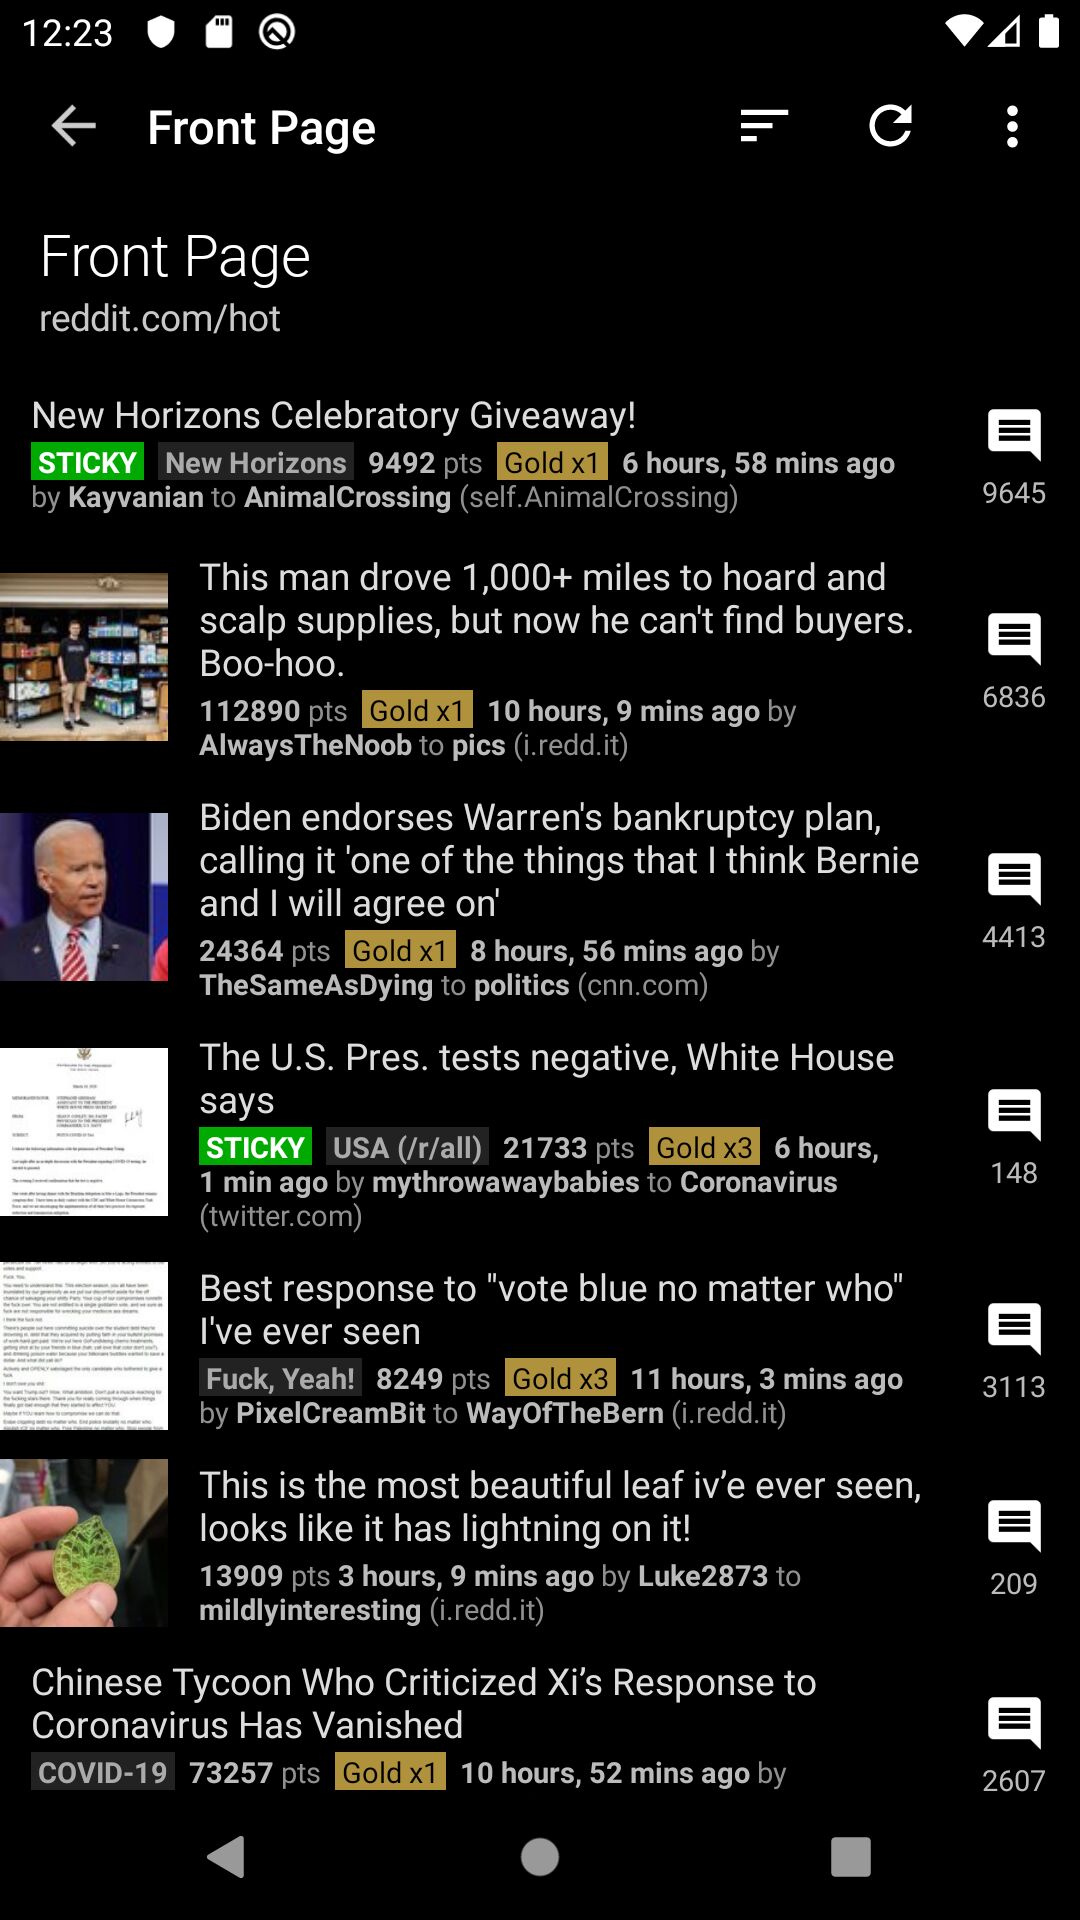 12:23
Front Page
Front Page
reddit.com/hot
New Horizons Celebratory Giveaway!
STICKY New Horizons 9492 pts Gold x1 6 hours, 58 mins ago
by Kayvanian to AnimalCrossing (self.AnimalCrossing)
9645
This man drove 1,000+ miles to hoard and
scalp supplies, but now he can't find buyers.
Boo-hoo.
112890 pts Gold x1 10 hours, 9 mins ago by
AlwaysTheNoob to pics (i.redd.it)
6836
Biden endorses Warren's bankruptcy plan,
calling it 'one of the things that I think Bernie
and I will agree on'
24364 pts Gold x1 8 hours, 56 mins ago by
TheSameAsDying to politics (cnn.com)
4413
The U.S. Pres. tests negative, White House
says
STICKY USA (/r/all) 21733 pts Gold x3 6 hours,
1 min ago by mythrowawaybabies to Coronavirus
(twitter.com)
148
Best response to "vote blue no matter who"
I've ever seen
Fuck, Yeah! 8249 pts Gold x3 11 hours, 3 mins ago
by PixelCreamBit to WayOfTheBern (i.redd.it)
3113
This is the most beautiful leaf iv’e ever seen,
looks like it has lightning on it!
13909 pts 3 hours, 9 mins ago by Luke2873 to
mildlyinteresting (i.redd.it)
209
Chinese Tycoon Who Criticized Xi’s Response to
Coronavirus Has Vanished
COVID-19 73257 pts Gold x1 10 hours, 52 mins ago by
2607